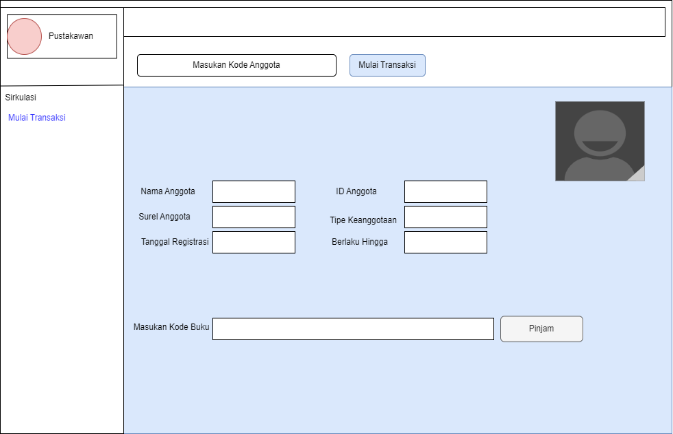 Pustakawan
Masukan Kode Anggota
Mulai Transaksi
Sirkulasi
Mulai Transaksi
Nama Anggota
ID Anggota
Surel Anggota
Tipe Keanggotaan
Tanggal Registrasi
Berlaku Hingga
Masukan Kode Buku
Pinjam